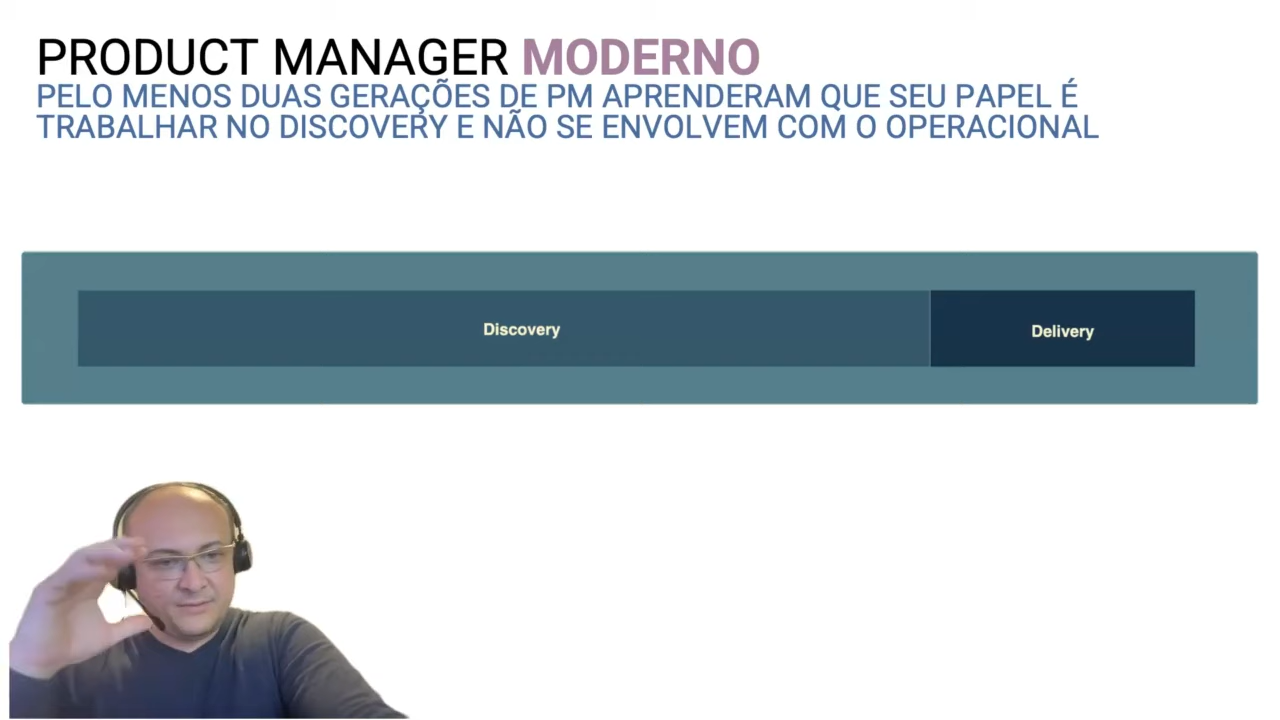 PRODUCT MANAGER MODERNO
PELO MENOS DUAS GERAÇÕES DE PM APRENDERAM QUE SEU PAPEL É
TRABALHAR NO DISCOVERY E NÃO SE ENVOLVEM COM O OPERACIONAL
Discovery
Delivery